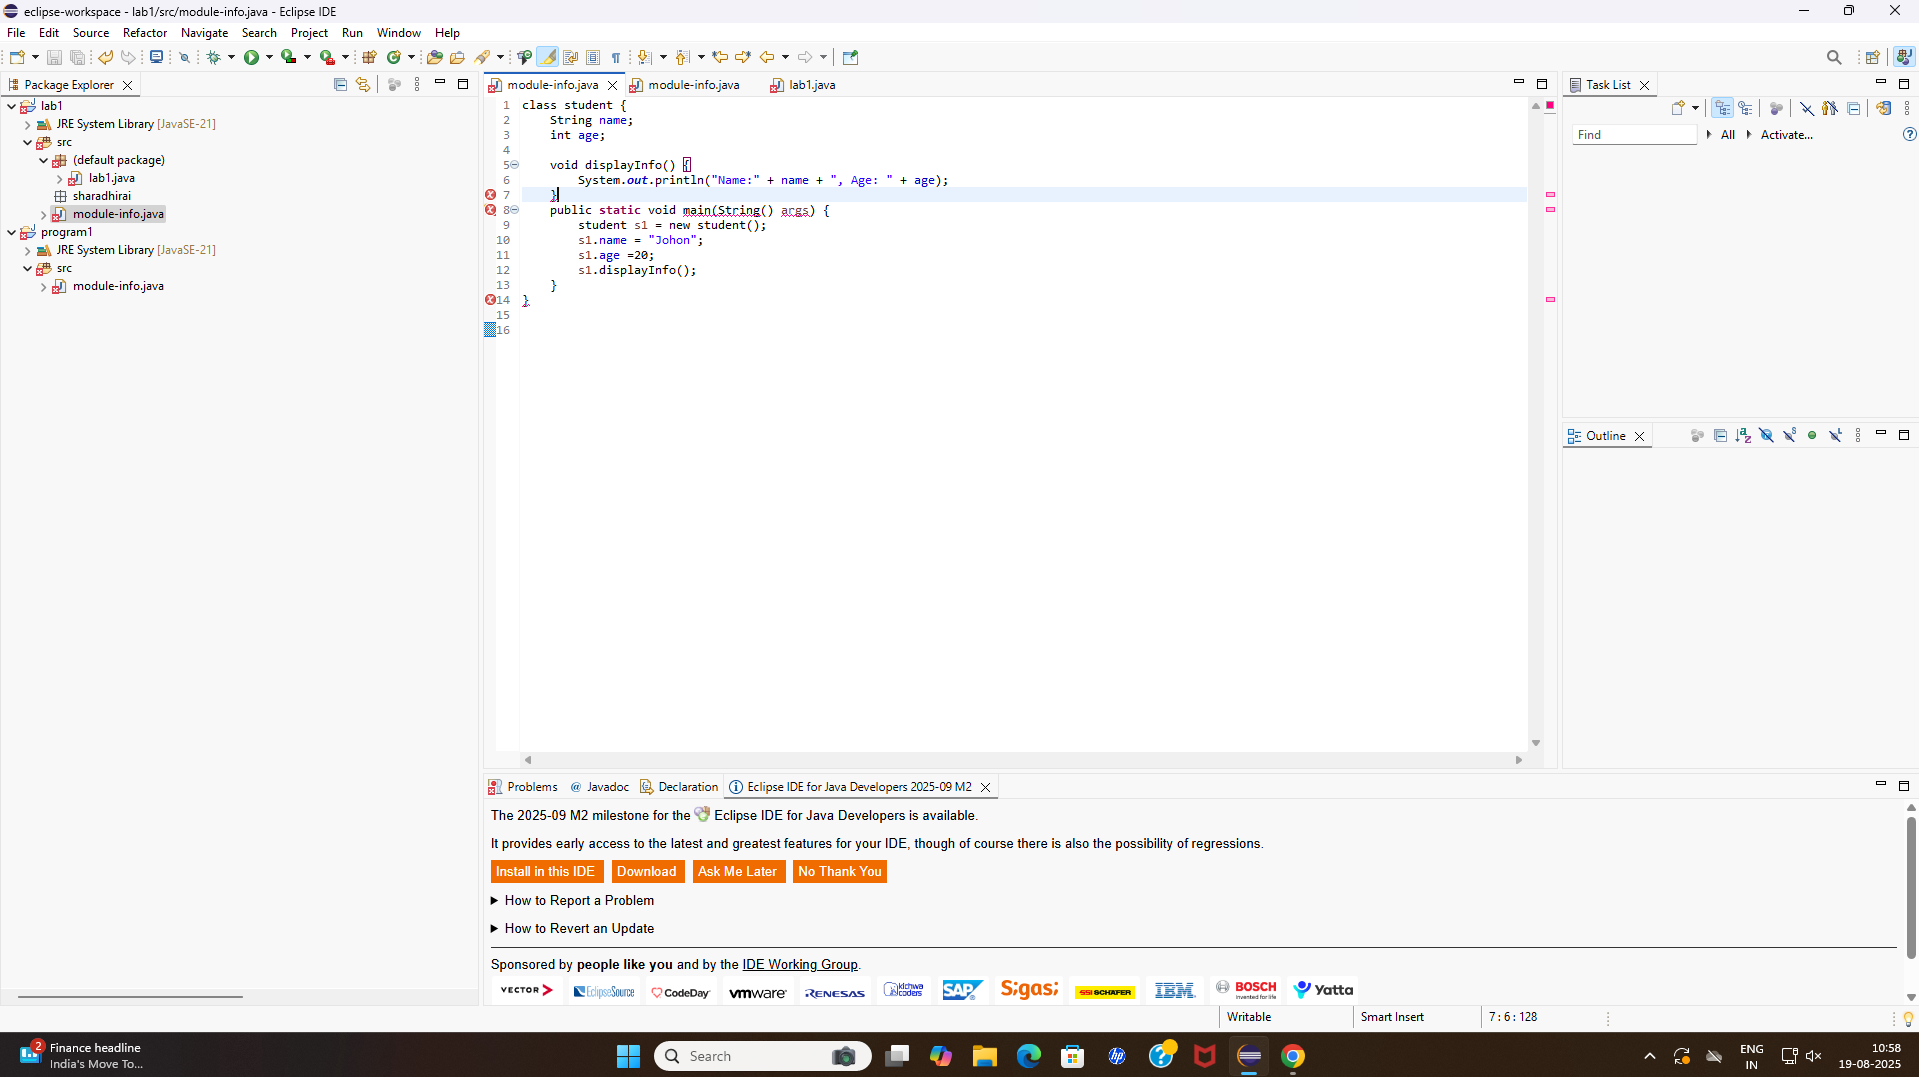 eclipse-workspace - lab1/src/module-info.java - Eclipse IDE
File Edit Source Refactor Navigate Search Project Run Window Help
Package Explorer
lab1
JRE System Library [JavaSE-21]
src
(default package)
lab1.java
sharadhirai
module-info.java
program1
JRE System Library [JavaSE-21]
src
module-info.java
module-info.java module-info.java lab1.java
1 class student {
2 String name;
3 int age;
4
5 void displayInfo() {
6 System.out.println("Name:" + name + ", Age: " + age);
7 }
8 public static void main(String() args) {
9 student s1 = new student();
10 s1.name = "Johon";
11 s1.age =20;
12 s1.displayInfo();
13 }
14 }
15
16
Task List
Find All Activate...
Outline
Problems @ Javadoc Declaration Eclipse IDE for Java Developers 2025-09 M2
The 2025-09 M2 milestone for the Eclipse IDE for Java Developers is available.
It provides early access to the latest and greatest features for your IDE, though of course there is also the possibility of regressions.
Install in this IDE Download Ask Me Later No Thank You
How to Report a Problem
How to Revert an Update
Sponsored by people like you and by the IDE Working Group.
VECTOR EclipseSource CodeDay vmware RENESAS kichwa coders SAP Sigasi SSI SCHAEFER IBM BOSCH Invented for life Yatta
Writable Smart Insert 7 : 6 : 128
2 Finance headline
India's Move To...
Search
hp
ENG
IN
10:58
19-08-2025